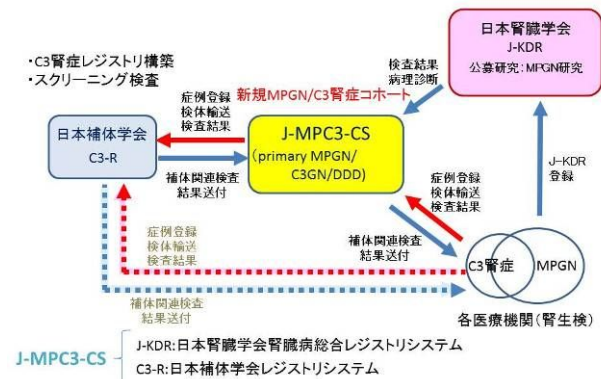 ・C3腎症レジストリ構築
・スクリーニング検査
日本腎臓学会
J-KDR
公募研究：MPGN研究
検査結果
病理診断
新規MPGN/C3腎症コホート
症例登録
検体輸送
検査結果
日本補体学会
C3-R
J-MPC3-CS
(primary MPGN/
C3GN/DDD)
補体関連検査
結果送付
J-KDR
登録
症例登録
検体輸送
検査結果
補体関連検査
結果送付
症例登録
検体輸送
検査結果
C3腎症
MPGN
補体関連検査
結果送付
各医療機関(腎生検)
J-MPC3-CS
J-KDR:日本腎臓学会腎臓病総合レジストリシステム
C3-R:日本補体学会レジストリシステム